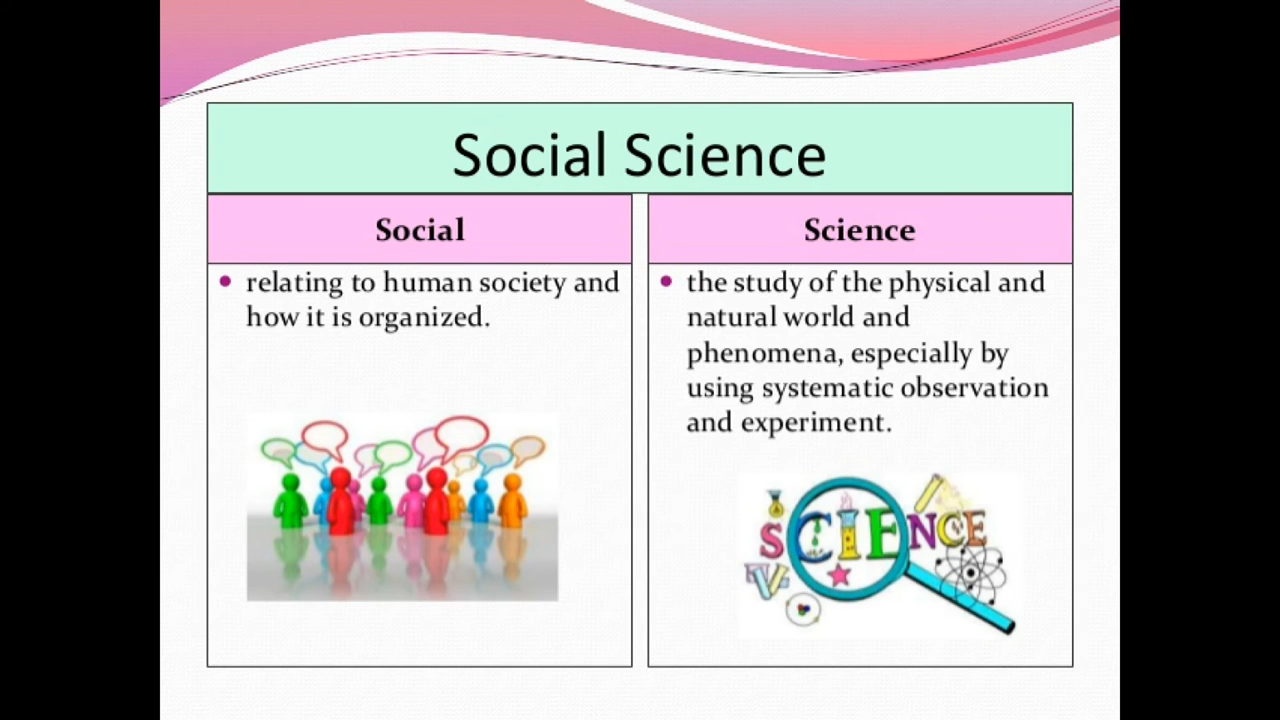 Social Science
Social
relating to human society and
how it is organized.
Science
the study of the physical and
natural world and
phenomena, especially by
using systematic observation
and experiment.
SCIENCE